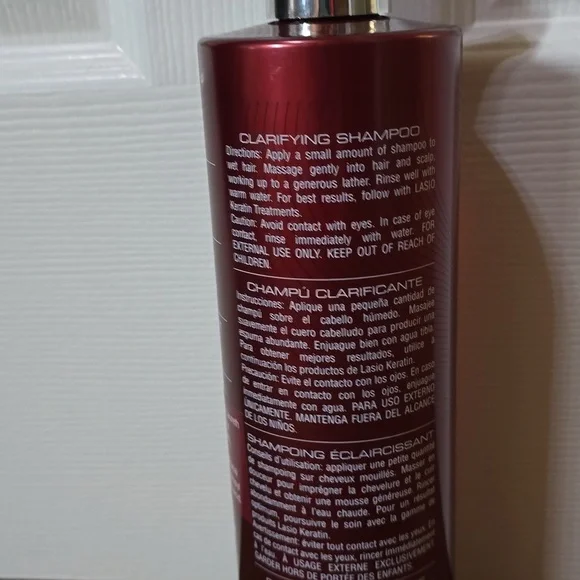 CLARIFYING SHAMPOO
Directions: Apply a small amount of shampoo to
wet hair. Massage gently into hair and scalp,
working up to a generous lather. Rinse well with
warm water. For best results, follow with LASIO
Keratin Treatments.
Caution: Avoid contact with eyes. In case of eye
contact, rinse immediately with water. FOR
EXTERNAL USE ONLY. KEEP OUT OF REACH OF
CHILDREN.
CHAMPÚ CLARIFICANTE
Instrucciones: Aplique una pequeña cantidad de
champú sobre el cabello húmedo. Masajee
suavemente el cuero cabelludo para producir una
espuma abundante. Enjuague bien con agua tibia.
Para obtener mejores resultados, utilice a
continuación los productos de Lasio Keratin.
Precaución: Evite el contacto con los ojos. En caso
de entrar en contacto con los ojos, enjuague
inmediatamente con agua. PARA USO EXTERNO
ÚNICAMENTE. MANTENGA FUERA DEL ALCANCE
DE LOS NIÑOS.
SHAMPOING ÉCLAIRCISSANT
Conseils d'utilisation: appliquer une petite quantité
de shampoing sur cheveux mouillés. Masser en
douceur pour imprégner la chevelure et le cuir
chevelu et obtenir une mousse généreuse. Rincer
abondamment à l'eau chaude. Pour un résultat
optimum, poursuivre le soin avec la gamme de
produits Lasio Keratin.
Avertissement: éviter tout contact avec les yeux. En
cas de contact avec les yeux, rincer immédiatement
à l'eau. À USAGE EXTERNE EXCLUSIVEMENT
GARDER HORS DE PORTÉE DES ENFANTS.